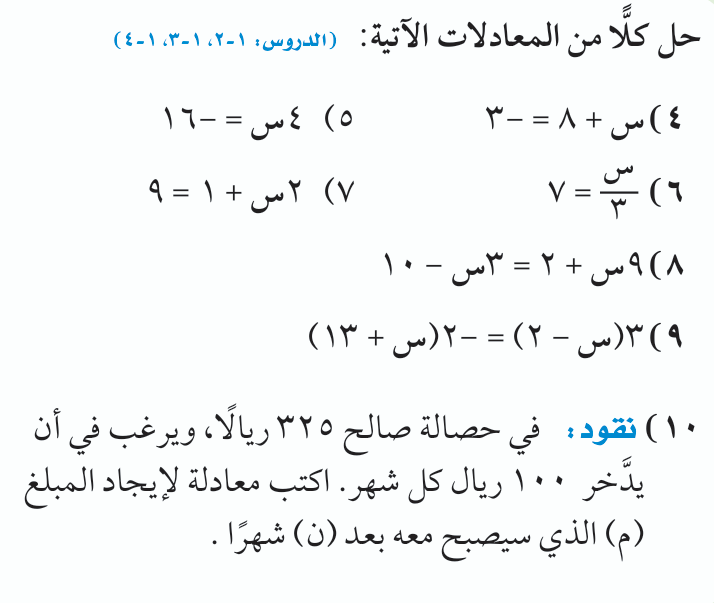 حل كلًّا من المعادلات الآتية: (الدروس: ١-٢، ١-٣، ١-٤)
٤) س + ٨ = −٣ ٥) ٤س = −١٦
٦) س/٣ = ٧ ٧) ٢س + ١ = ٩
٨) ٩س + ٢ = ٣س − ١٠
٩) ٣(س − ٢) = −٢(س + ١٣)
١٠) نقود: في حصالة صالح ٣٢٥ ريالًا، ويرغب في أن
يدَّخر ١٠٠ ريال كل شهر. اكتب معادلة لإيجاد المبلغ
(م) الذي سيصبح معه بعد (ن) شهرًا .